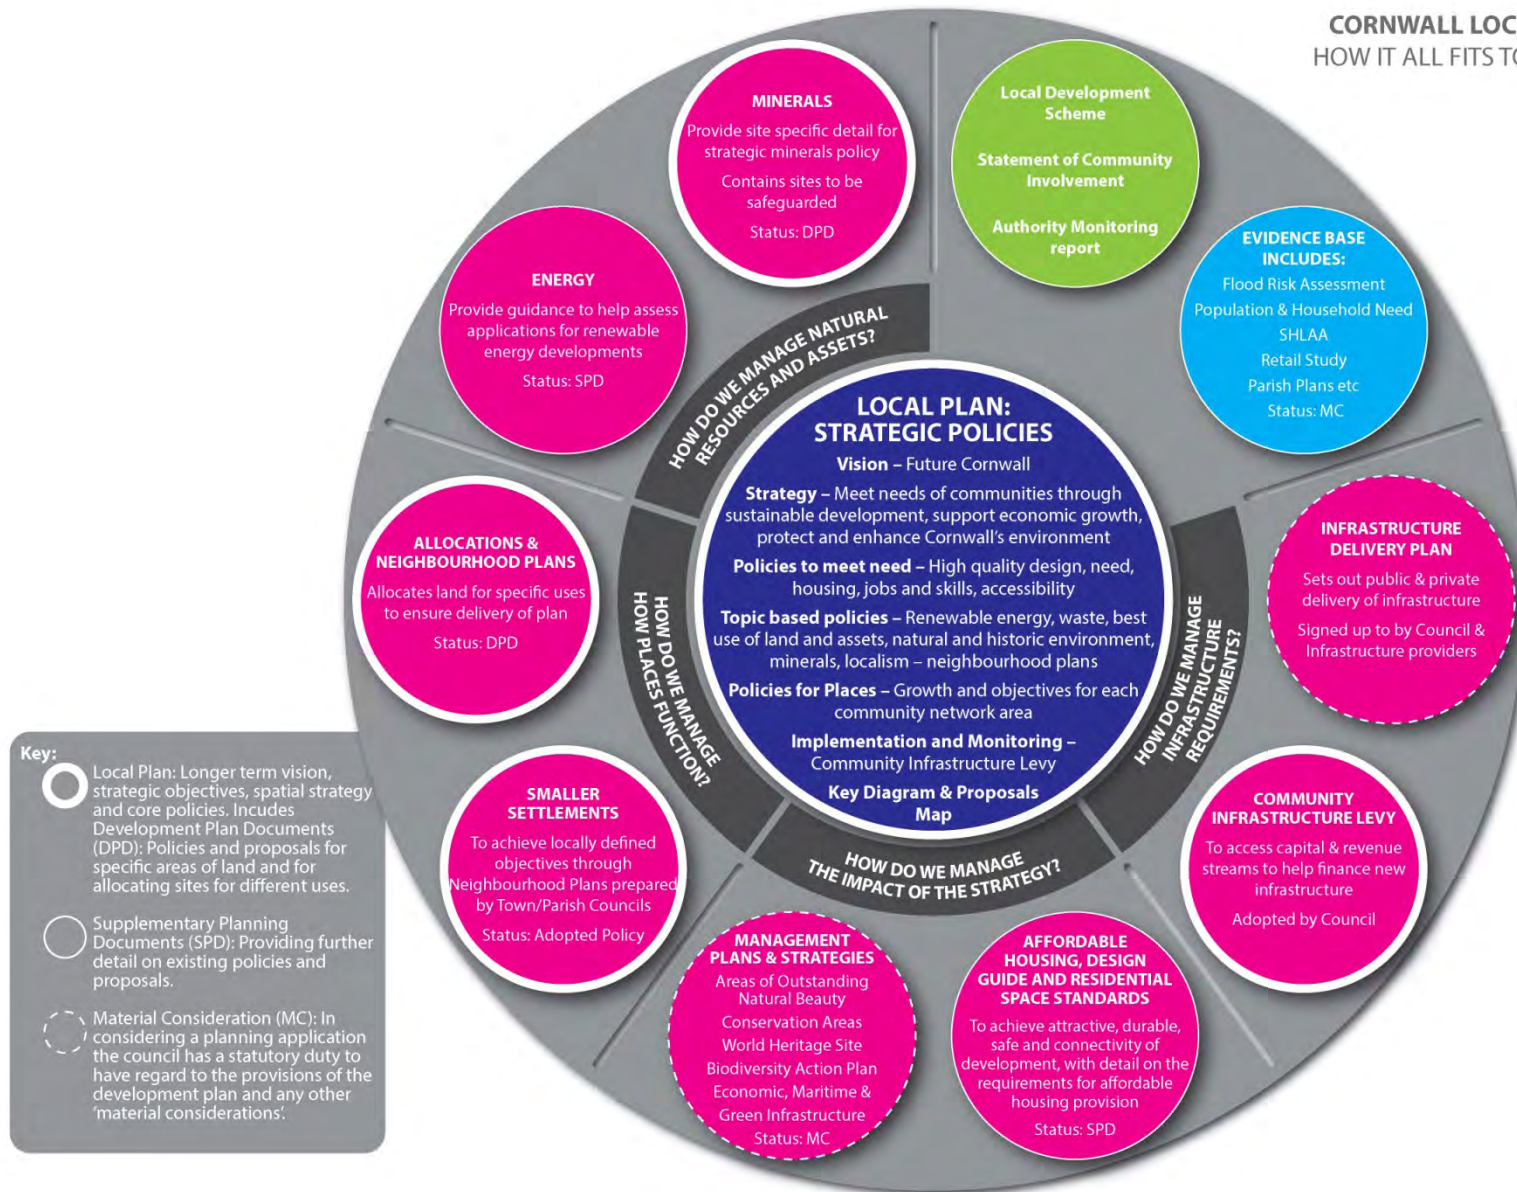 CORNWALL LOC
HOW IT ALL FITS TO
MINERALS
Provide site specific detail for
strategic minerals policy
Contains sites to be
safeguarded
Status: DPD
Local Development
Scheme
Statement of Community
Involvement
Authority Monitoring
report
ENERGY
Provide guidance to help assess
applications for renewable
energy developments
Status: SPD
EVIDENCE BASE
INCLUDES:
Flood Risk Assessment
Population & Household Need
SHLAA
Retail Study
Parish Plans etc
Status: MC
HOW DO WE MANAGE NATURAL
RESOURCES AND ASSETS?
LOCAL PLAN:
STRATEGIC POLICIES
Vision – Future Cornwall
Strategy – Meet needs of communities through
sustainable development, support economic growth,
protect and enhance Cornwall's environment
Policies to meet need – High quality design, need,
housing, jobs and skills, accessibility
Topic based policies – Renewable energy, waste, best
use of land and assets, natural and historic environment,
minerals, localism – neighbourhood plans
Policies for Places – Growth and objectives for each
community network area
Implementation and Monitoring –
Community Infrastructure Levy
Key Diagram & Proposals
Map
ALLOCATIONS &
NEIGHBOURHOOD PLANS
Allocates land for specific uses
to ensure delivery of plan
Status: DPD
HOW DO WE MANAGE
HOW PLACES FUNCTION?
HOW DO WE MANAGE
INFRASTRUCTURE
REQUIREMENTS?
INFRASTRUCTURE
DELIVERY PLAN
Sets out public & private
delivery of infrastructure
Signed up to by Council &
Infrastructure providers
SMALLER
SETTLEMENTS
To achieve locally defined
objectives through
Neighbourhood Plans prepared
by Town/Parish Councils
Status: Adopted Policy
HOW DO WE MANAGE
THE IMPACT OF THE STRATEGY?
COMMUNITY
INFRASTRUCTURE LEVY
To access capital & revenue
streams to help finance new
infrastructure
Adopted by Council
MANAGEMENT
PLANS & STRATEGIES
Areas of Outstanding
Natural Beauty
Conservation Areas
World Heritage Site
Biodiversity Action Plan
Economic, Maritime &
Green Infrastructure
Status: MC
AFFORDABLE
HOUSING, DESIGN
GUIDE AND RESIDENTIAL
SPACE STANDARDS
To achieve attractive, durable,
safe and connectivity of
development, with detail on the
requirements for affordable
housing provision
Status: SPD
Key:
Local Plan: Longer term vision,
strategic objectives, spatial strategy
and core policies. Incudes
Development Plan Documents
(DPD): Policies and proposals for
specific areas of land and for
allocating sites for different uses.
Supplementary Planning
Documents (SPD): Providing further
detail on existing policies and
proposals.
Material Consideration (MC): In
considering a planning application
the council has a statutory duty to
have regard to the provisions of the
development plan and any other
'material considerations'.